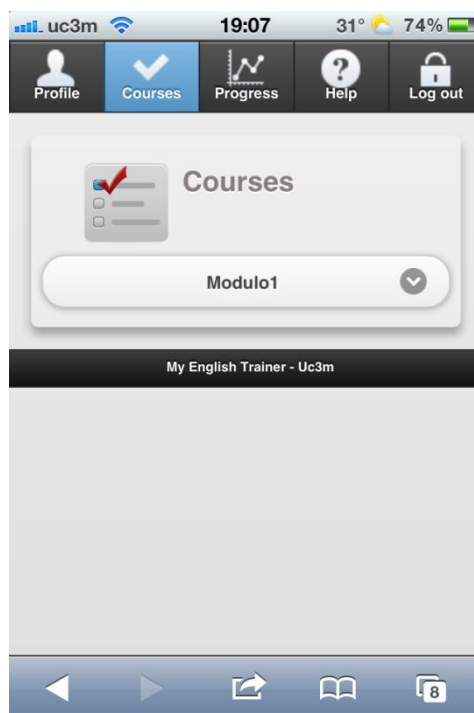 uc3m 19:07 31° 74%
Profile Courses Progress Help Log out
Courses
Modulo1
My English Trainer - Uc3m
8